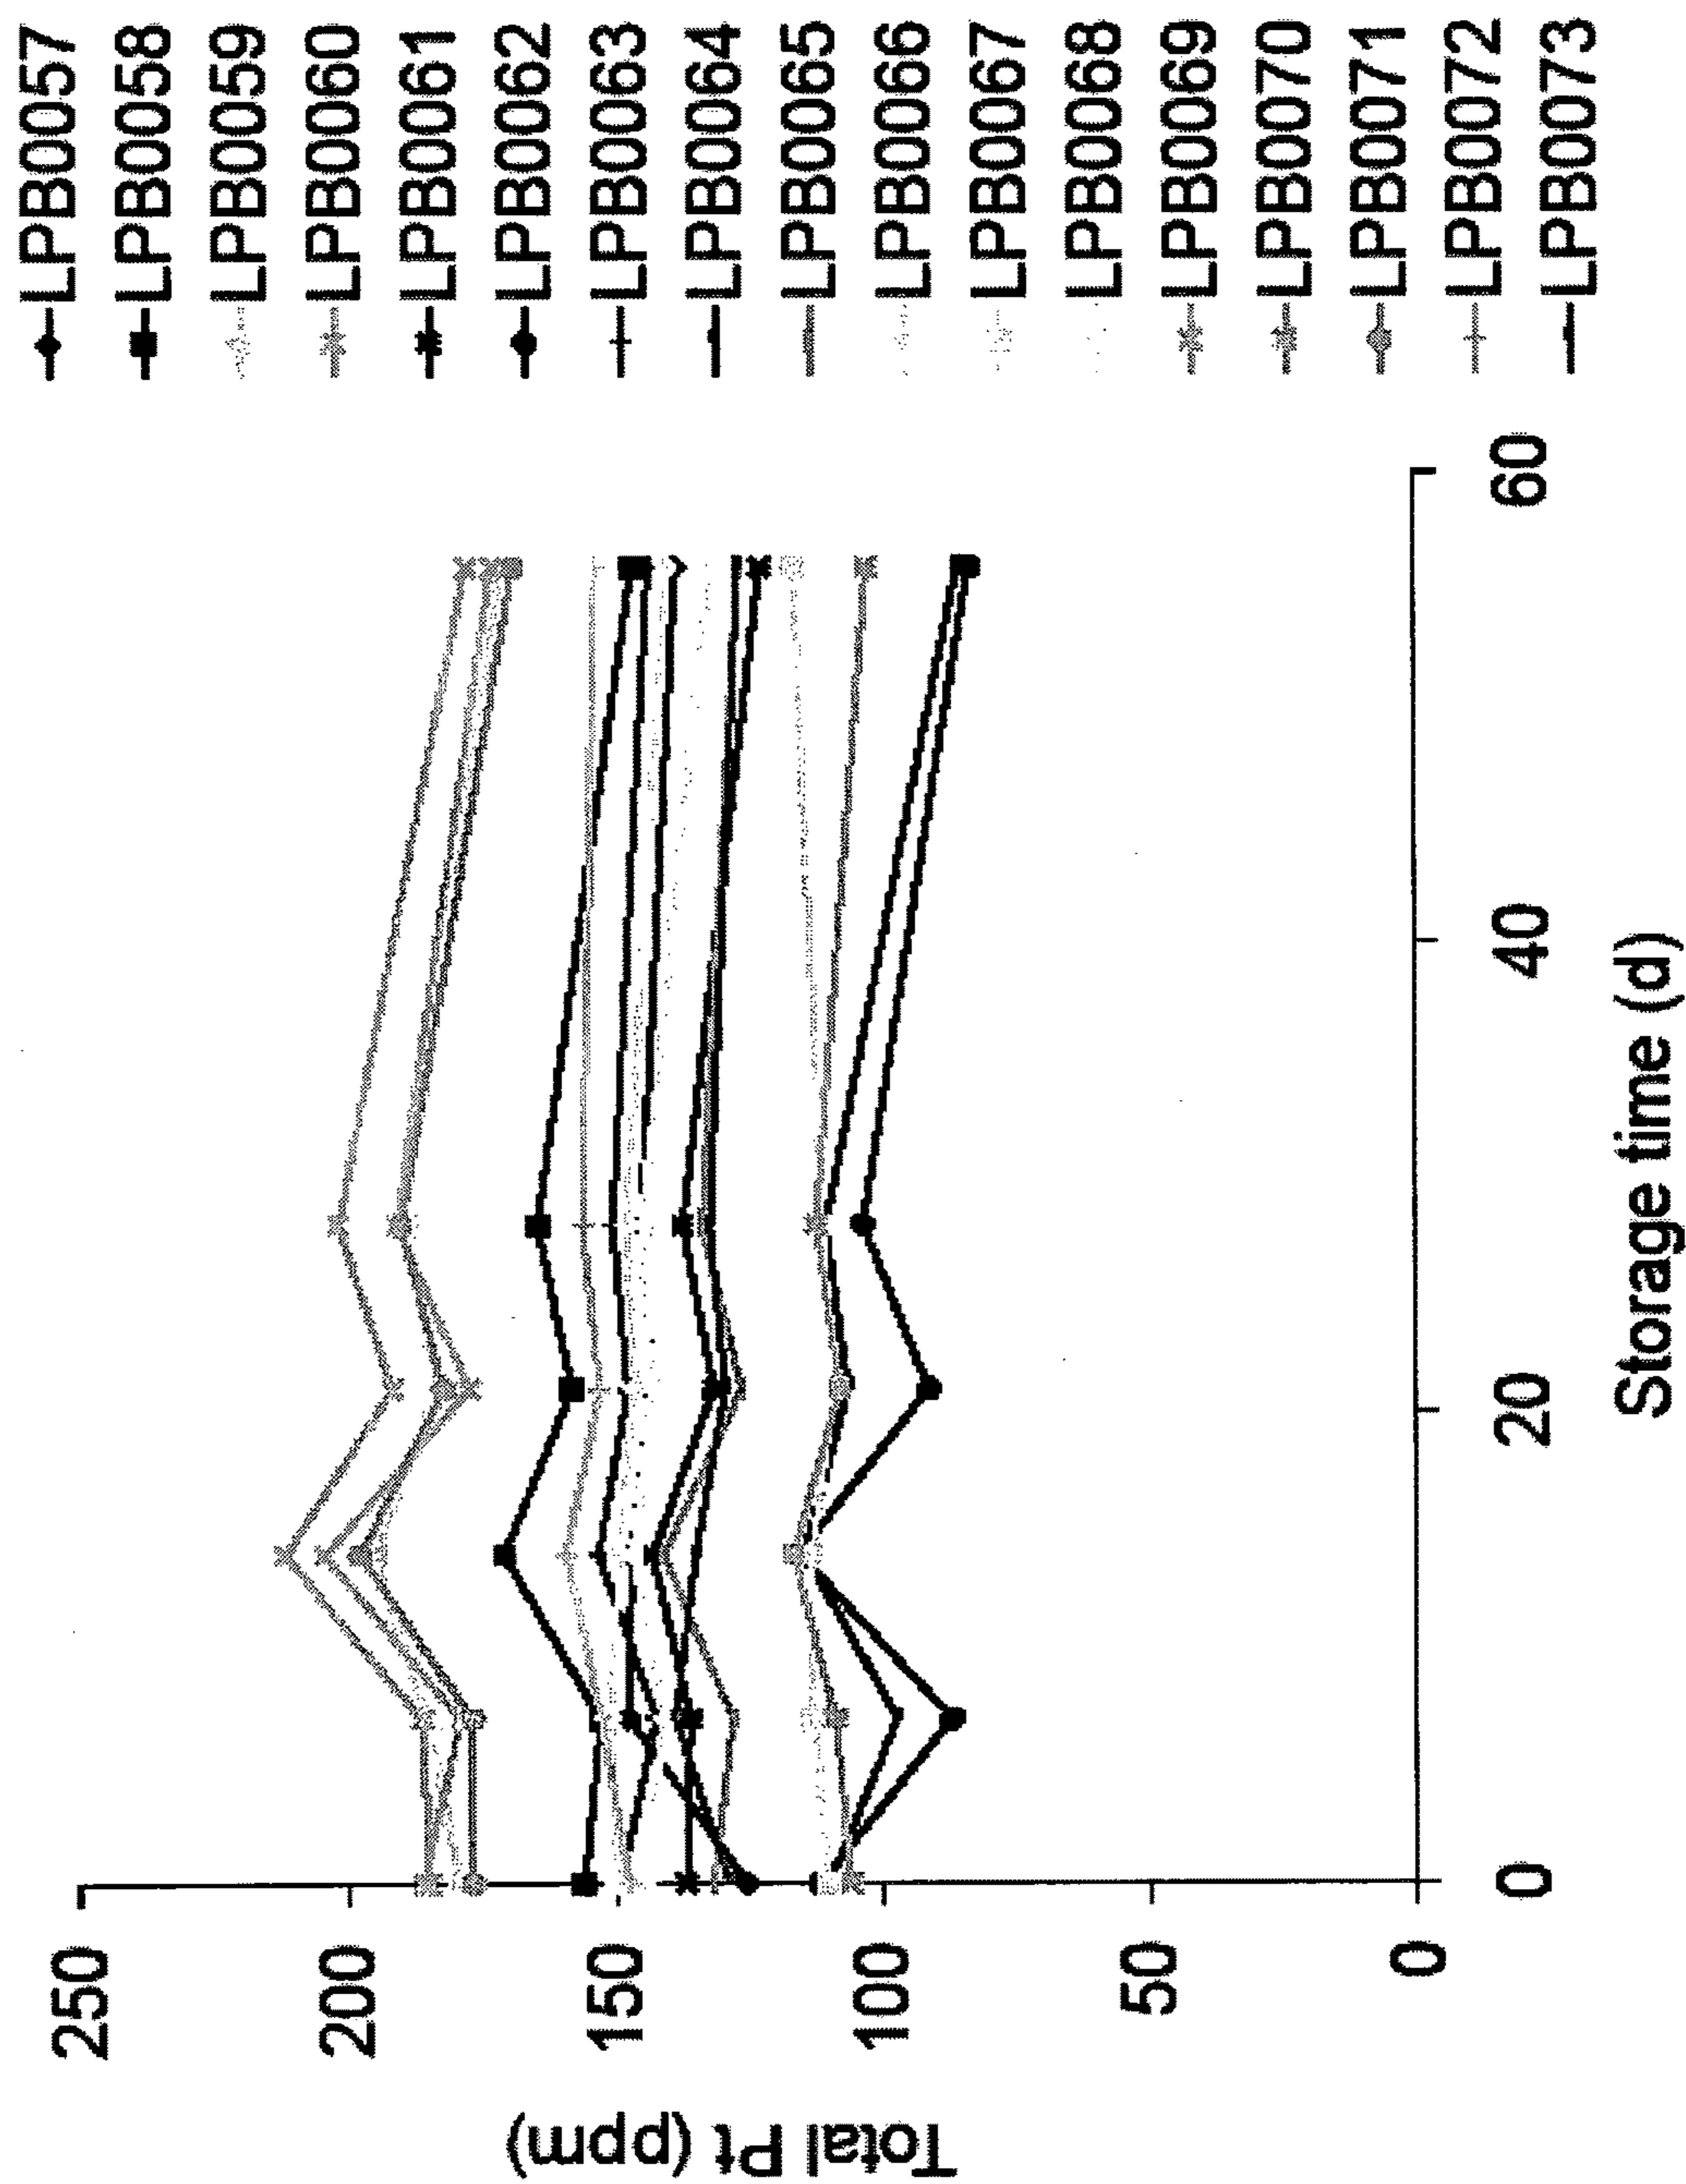 Total Pt (ppm)
250
200
150
100
50
0
0
20
40
60
Storage time (d)
LPB0057
LPB0058
LPB0059
LPB0060
LPB0061
LPB0062
LPB0063
LPB0064
LPB0065
LPB0066
LPB0067
LPB0068
LPB0069
LPB0070
LPB0071
LPB0072
LPB0073